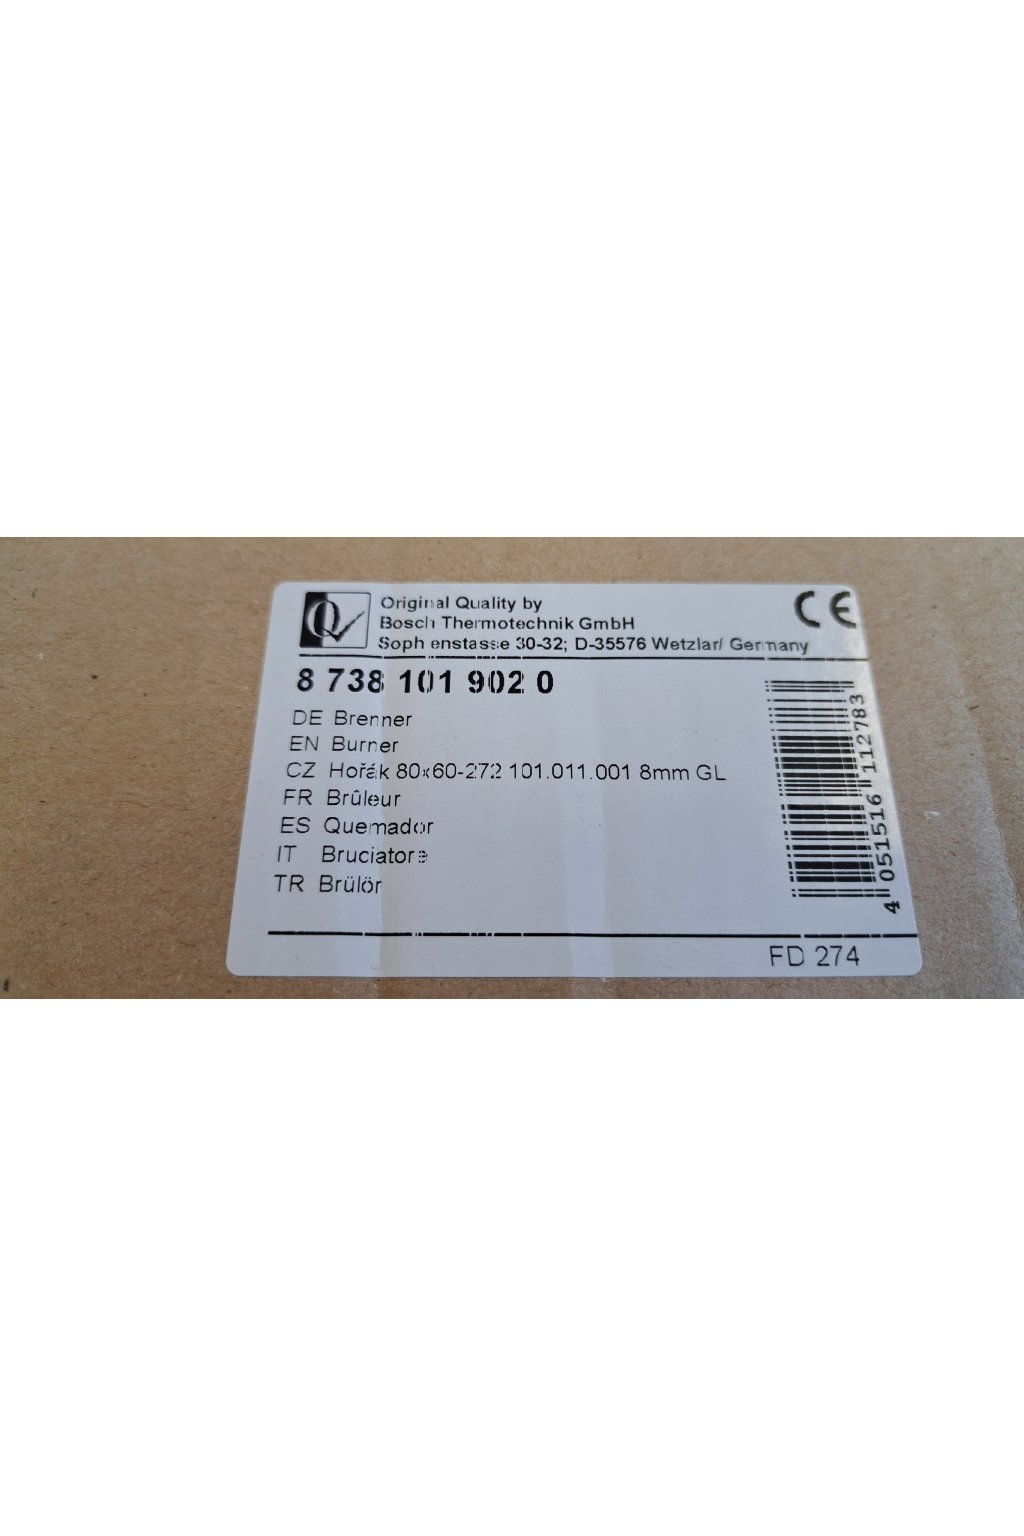 Original Quality by
Bosch Thermotechnik GmbH
Sophienstasse 30-32; D-35576 Wetzlar/ Germany
CE
8 738 101 902 0
DE Brenner
EN Burner
CZ Hořák 80x60-272 101.011.001 8mm GL
FR Brûleur
ES Quemador
IT Bruciatore
TR Brülör
4 051516 112783
FD 274